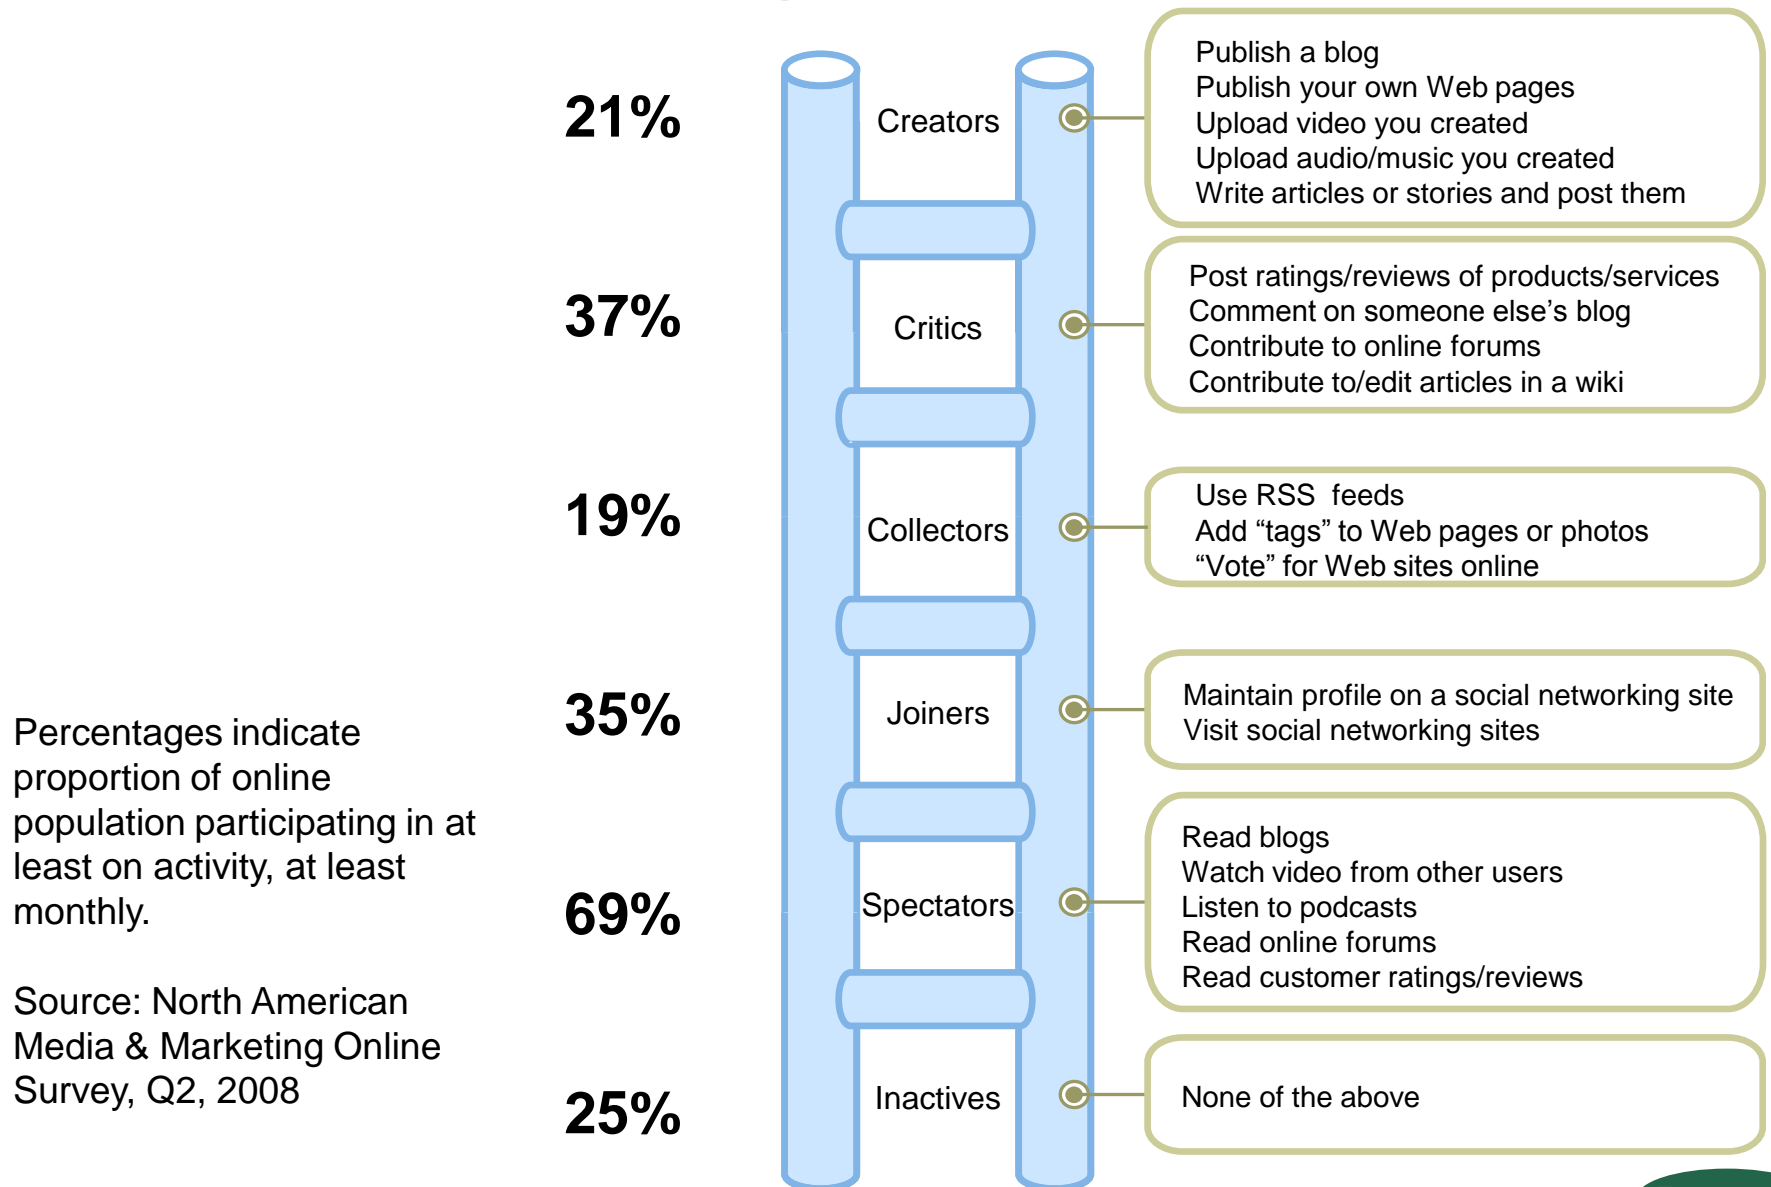 21%
Creators
Publish a blog
Publish your own Web pages
Upload video you created
Upload audio/music you created
Write articles or stories and post them
37%
Critics
Post ratings/reviews of products/services
Comment on someone else’s blog
Contribute to online forums
Contribute to/edit articles in a wiki
19%
Collectors
Use RSS feeds
Add “tags” to Web pages or photos
“Vote” for Web sites online
35%
Joiners
Maintain profile on a social networking site
Visit social networking sites
69%
Spectators
Read blogs
Watch video from other users
Listen to podcasts
Read online forums
Read customer ratings/reviews
25%
Inactives
None of the above
Percentages indicate
proportion of online
population participating in at
least on activity, at least
monthly.
Source: North American
Media & Marketing Online
Survey, Q2, 2008